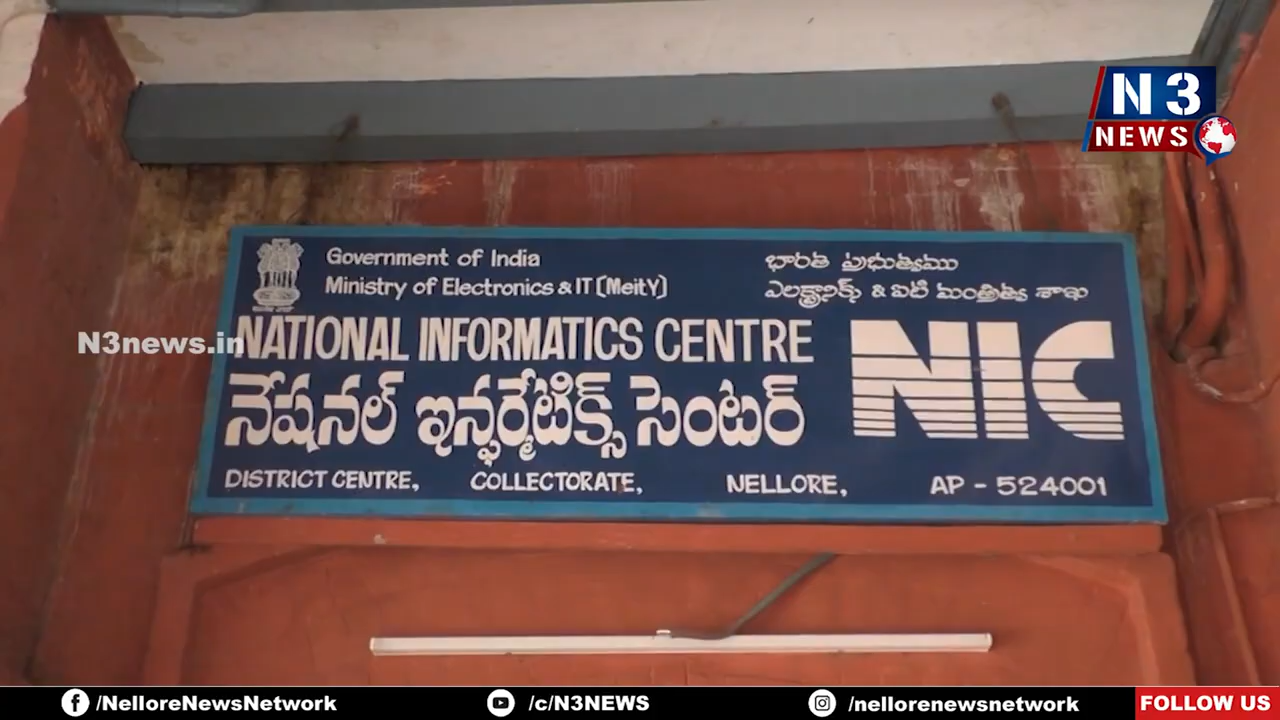 N3
NEWS
Government of India
Ministry of Electronics & IT (MeitY)
భారత ప్రభుత్వము
ఎలక్ట్రానిక్స్ & ఐటి మంత్రిత్వ శాఖ
N3news.in
NATIONAL INFORMATICS CENTRE
నేషనల్ ఇన్ఫర్మేటిక్స్ సెంటర్
NIC
DISTRICT CENTRE, COLLECTORATE, NELLORE, AP - 524001
/NelloreNewsNetwork /c/N3NEWS /nellorenewsnetwork FOLLOW US